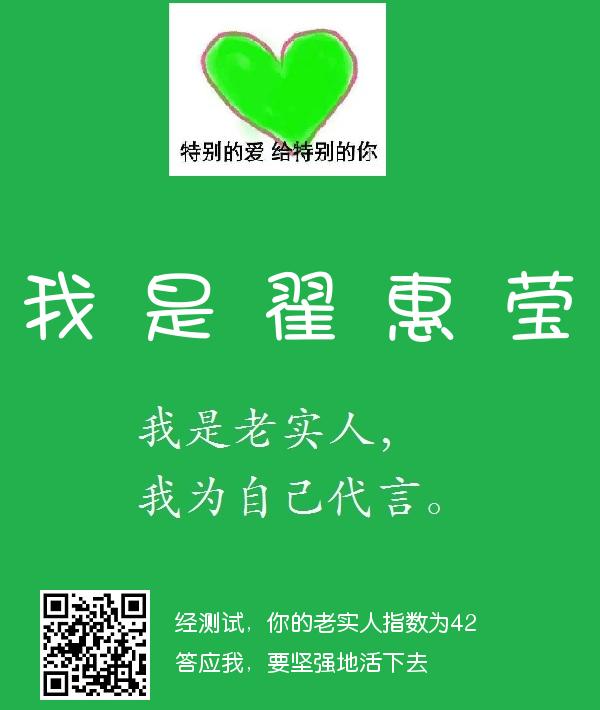 特别的爱 给特别的你
我是翟惠莹
我是老实人，
我为自己代言。
经测试，你的老实人指数为42
答应我，要坚强地活下去